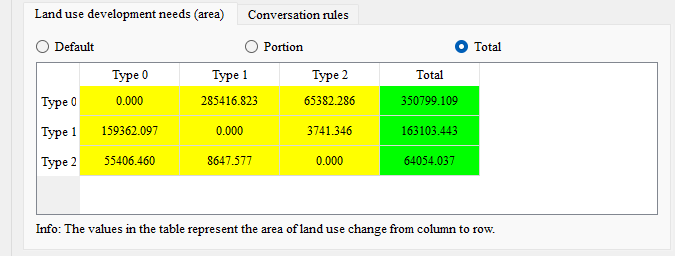 Land use development needs (area) Conversation rules
Default Portion Total
Type 0 Type 1 Type 2 Total
Type 0 0.000 285416.823 65382.286 350799.109
Type 1 159362.097 0.000 3741.346 163103.443
Type 2 55406.460 8647.577 0.000 64054.037
Info: The values in the table represent the area of land use change from column to row.